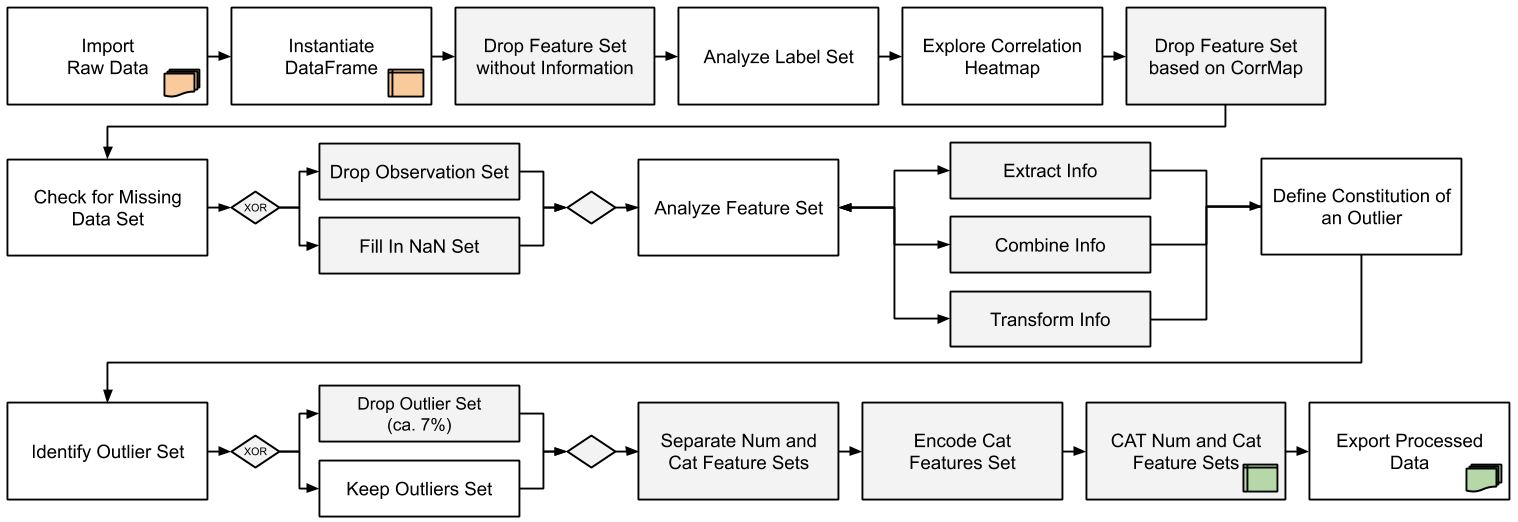 Import
Raw Data
Instantiate
DataFrame
Drop Feature Set
without Information
Analyze Label Set
Explore Correlation
Heatmap
Drop Feature Set
based on CorrMap
Check for Missing
Data Set
XOR
Drop Observation Set
Fill In NaN Set
Analyze Feature Set
Extract Info
Combine Info
Transform Info
Define Constitution of
an Outlier
Identify Outlier Set
XOR
Drop Outlier Set
(ca. 7%)
Keep Outliers Set
Separate Num and
Cat Feature Sets
Encode Cat
Features Set
CAT Num and Cat
Feature Sets
Export Processed
Data